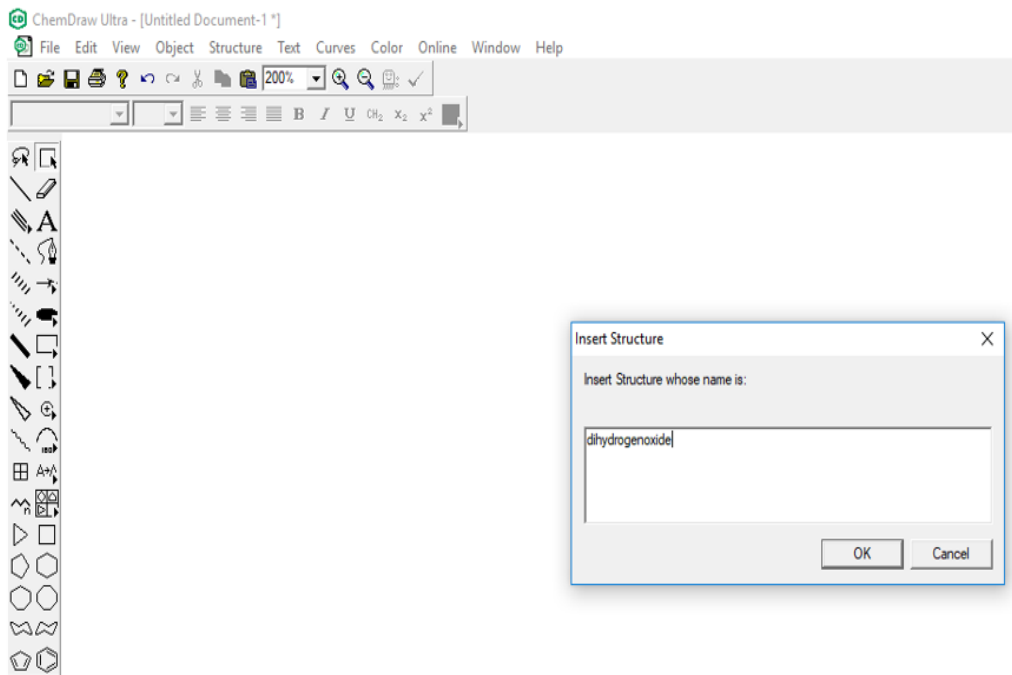 ChemDraw Ultra - [Untitled Document-1 *]
File Edit View Object Structure Text Curves Color Online Window Help
200%
B I U CH₂ X₂ X²
Insert Structure
Insert Structure whose name is:
dihydrogenoxide
OK Cancel